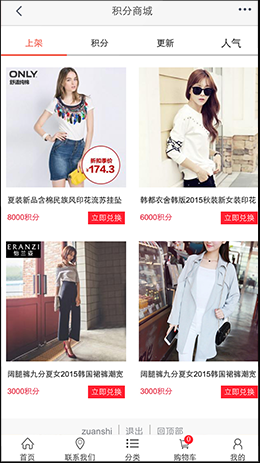 积分商城
上架 积分 更新 人气
ONLY
舒适纯棉
折扣季价
¥174.3
夏装新品含棉民族风印花流苏挂坠
8000积分 立即兑换
韩都衣舍韩版2015秋装新女装印花
6000积分 立即兑换
ERANZI
怡兰姿
阔腿裤九分夏女2015韩国裙裤潮宽
3000积分 立即兑换
阔腿裤九分夏女2015韩国裙裤潮宽
3000积分 立即兑换
zuanshi | 退出 | 回顶部
0
首页 联系我们 分类 购物车 我的